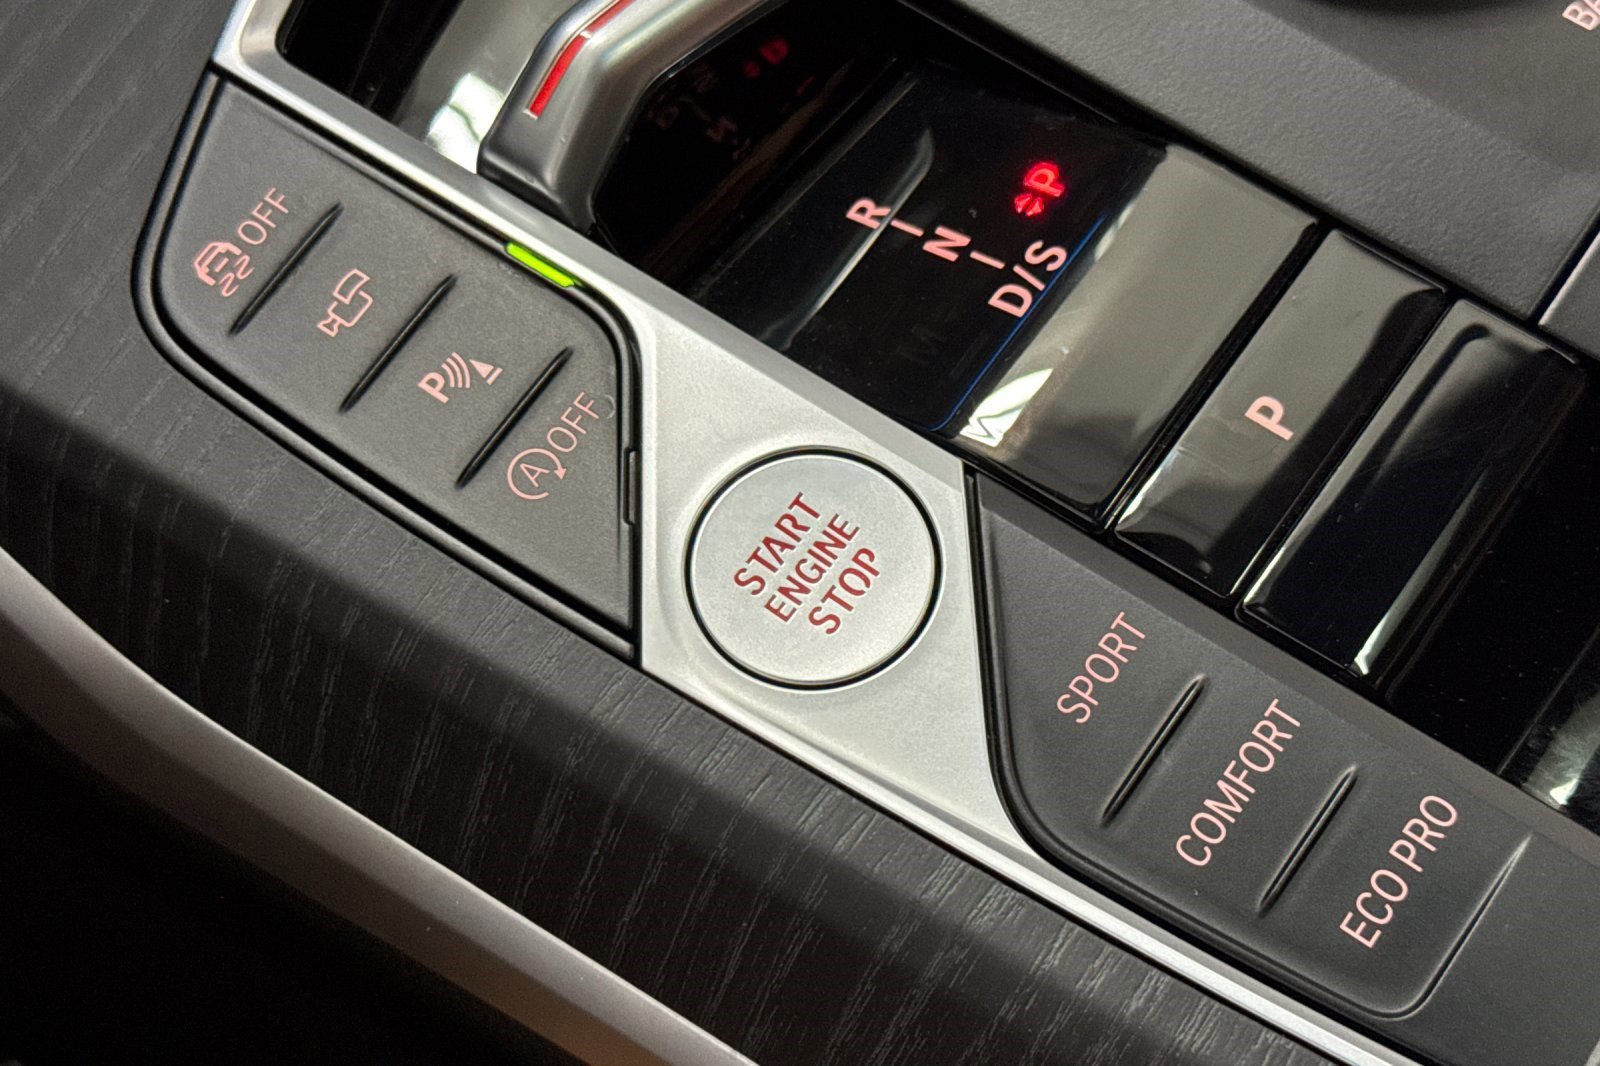 OFF
P
A OFF
R
N
D/S
P
M
P
START
ENGINE
STOP
SPORT
COMFORT
ECO PRO